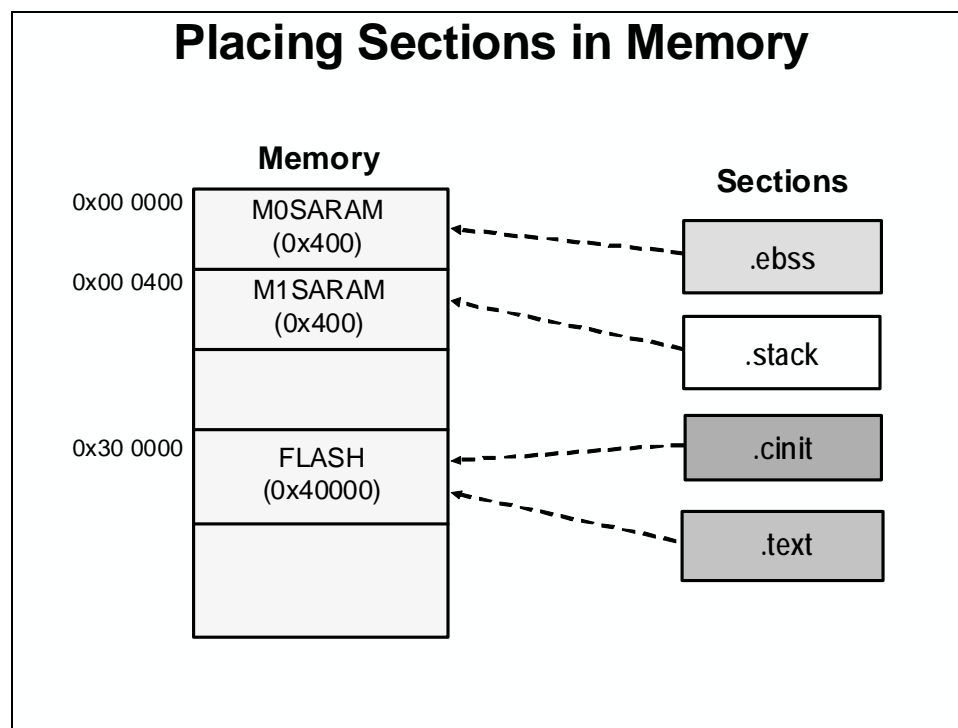 Placing Sections in Memory
Memory
Sections
0x00 0000
M0SARAM
(0x400)
.ebss
0x00 0400
M1SARAM
(0x400)
.stack
0x30 0000
FLASH
(0x40000)
.cinit
.text